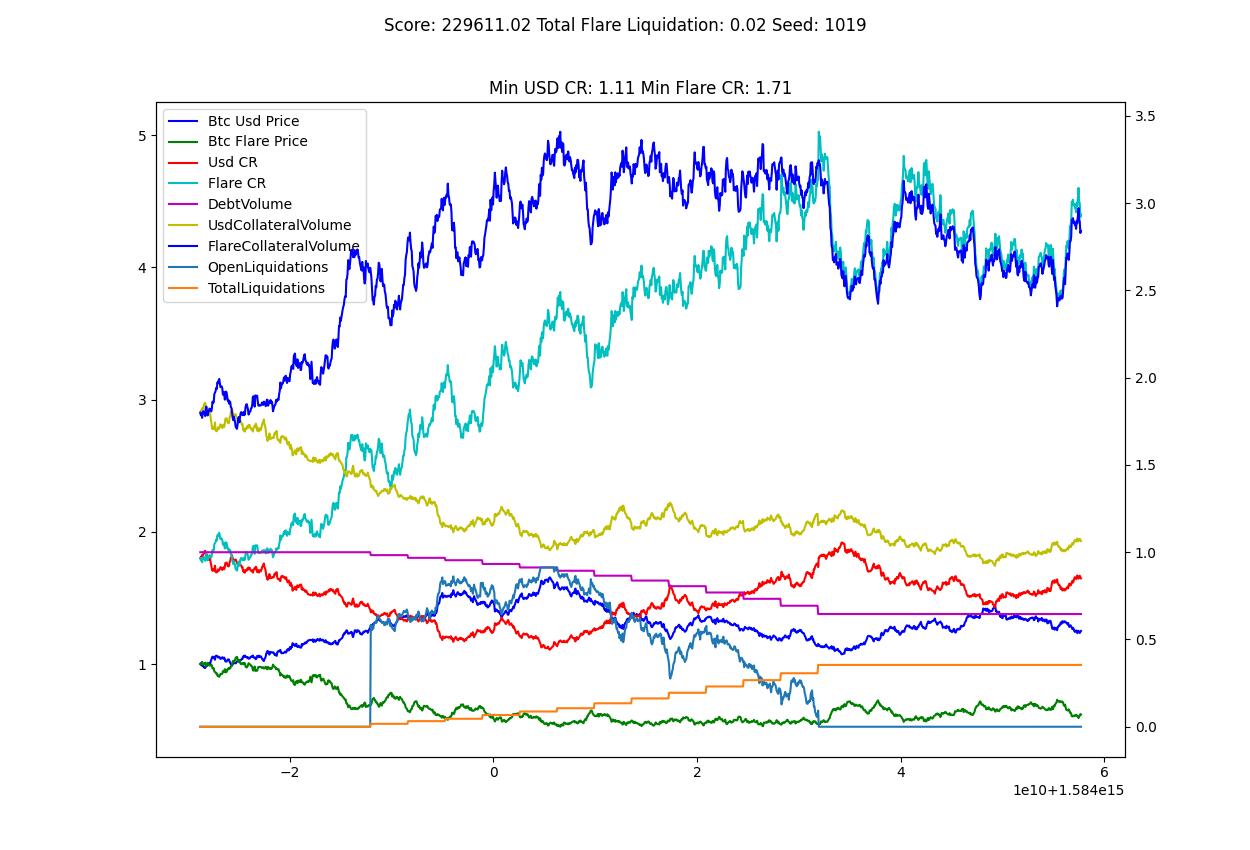 Score: 229611.02 Total Flare Liquidation: 0.02 Seed: 1019
Min USD CR: 1.11 Min Flare CR: 1.71
Btc Usd Price
Btc Flare Price
Usd CR
Flare CR
DebtVolume
UsdCollateralVolume
FlareCollateralVolume
OpenLiquidations
TotalLiquidations
5
4
3
2
1
3.5
3.0
2.5
2.0
1.5
1.0
0.5
0.0
−2 0 2 4 6
1e10+1.584e15